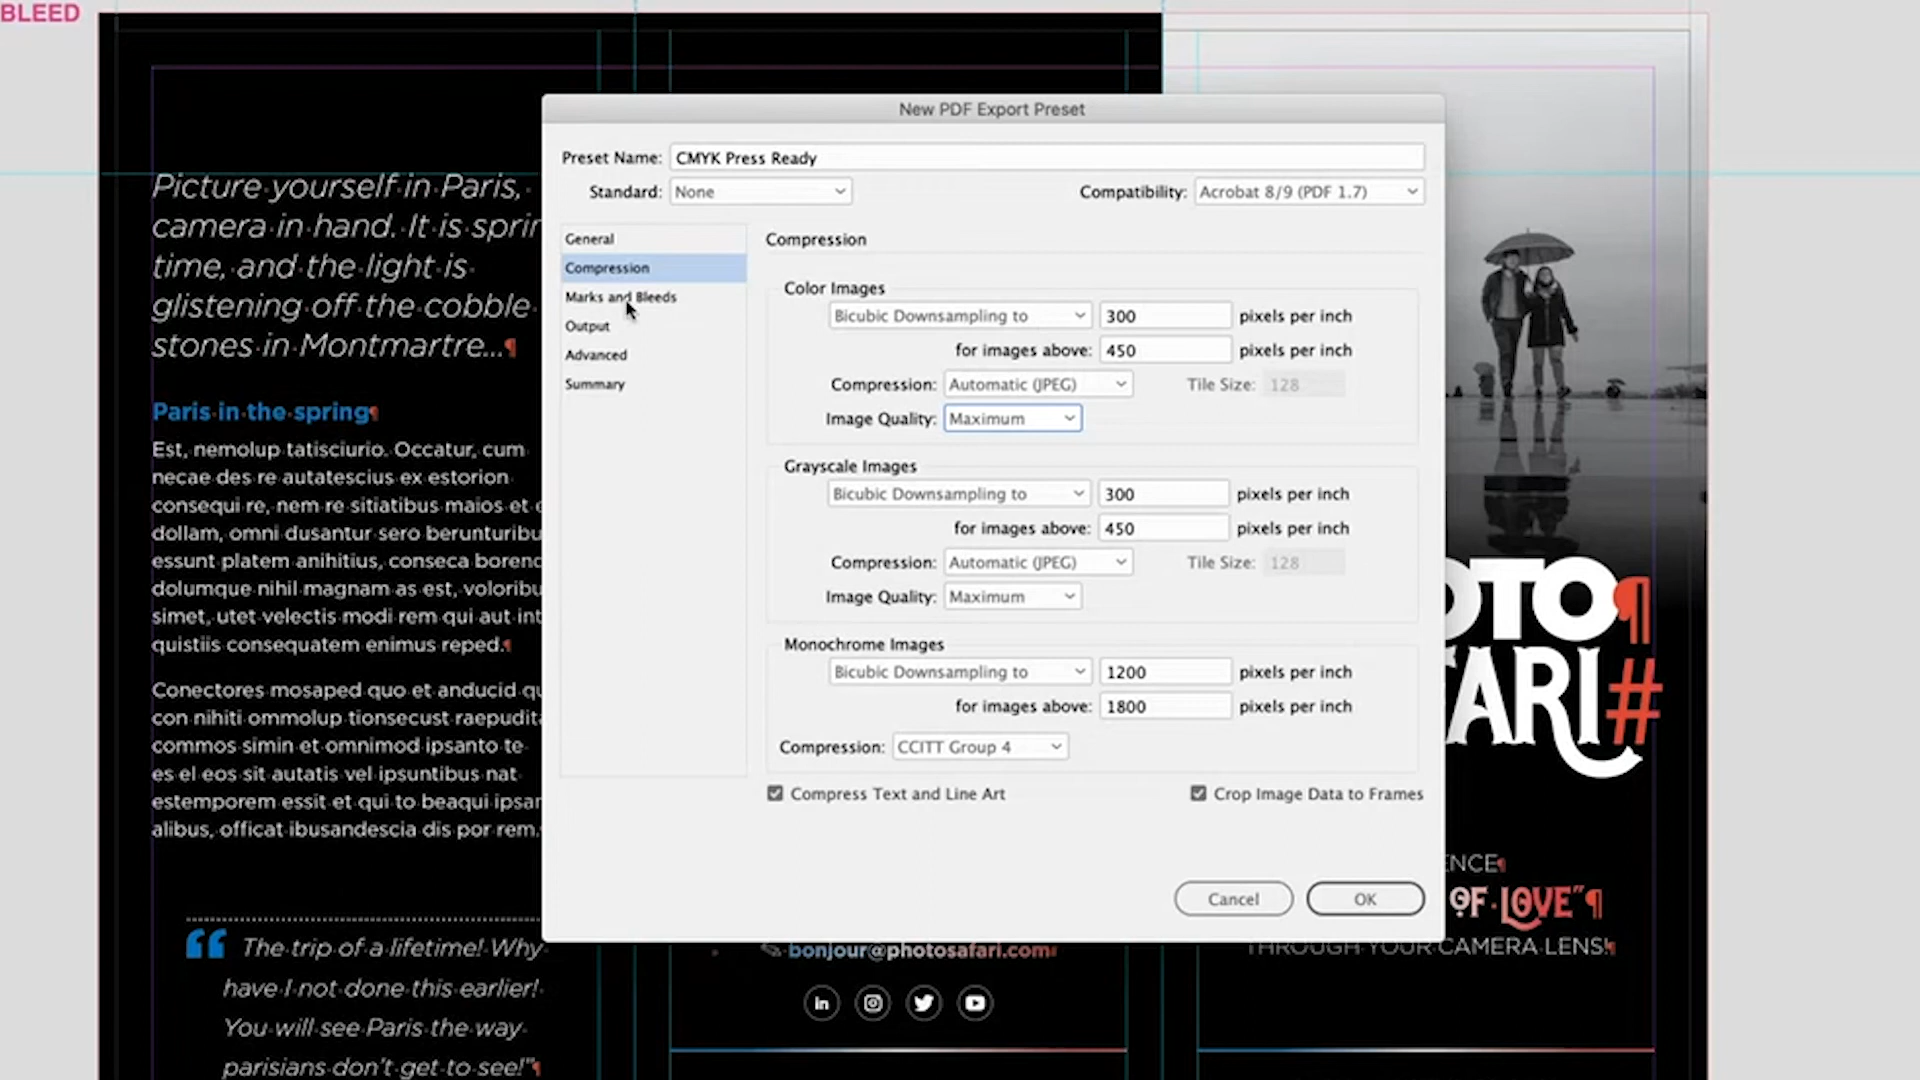 BLEED
New PDF Export Preset
Preset Name: CMYK Press Ready
Standard: None
Compatibility: Acrobat 8/9 (PDF 1.7)
General
Compression
Marks and Bleeds
Output
Advanced
Summary
Compression
Color Images
Bicubic Downsampling to 300 pixels per inch
for images above: 450 pixels per inch
Compression: Automatic (JPEG) Tile Size: 128
Image Quality: Maximum
Grayscale Images
Bicubic Downsampling to 300 pixels per inch
for images above: 450 pixels per inch
Compression: Automatic (JPEG) Tile Size: 128
Image Quality: Maximum
Monochrome Images
Bicubic Downsampling to 1200 pixels per inch
for images above: 1800 pixels per inch
Compression: CCITT Group 4
Compress Text and Line Art
Crop Image Data to Frames
Cancel
OK
Picture yourself in Paris,
camera in hand. It is sprin
time, and the light is
glistening off the cobble
stones in Montmartre...¶
Paris in the spring¶
Est, nemolup tatisciurio. Occatur, cum
necae des re autatescius ex estorion
consequi re, nem re sitiatibus maios et
dollam, omni dusantur sero berunturibu
essunt platem anihitius, conseca borend
dolumque nihil magnam as est, voloribu
simet, utet velectis modi rem qui aut int
quistiis consequatem enimus reped.¶
Conectores mosaped quo et anducid qu
con nihiti ommolup tionsecust raepudit
commos simin et omnimod ipsanto te
es el eos sit autatis vel ipsuntibus nat
estemporem essit et qui to beaqui ipsan
alibus, officat ibusandescia dis por rem.
“ The trip of a lifetime! Why
have I not done this earlier!
You will see Paris the way
parisians don't get to see!”¶
bonjour@photosafari.com¶
in
OTO¶
ARI#
ENCE¶
OF LOVE”¶
THROUGH YOUR CAMERA LENS!¶